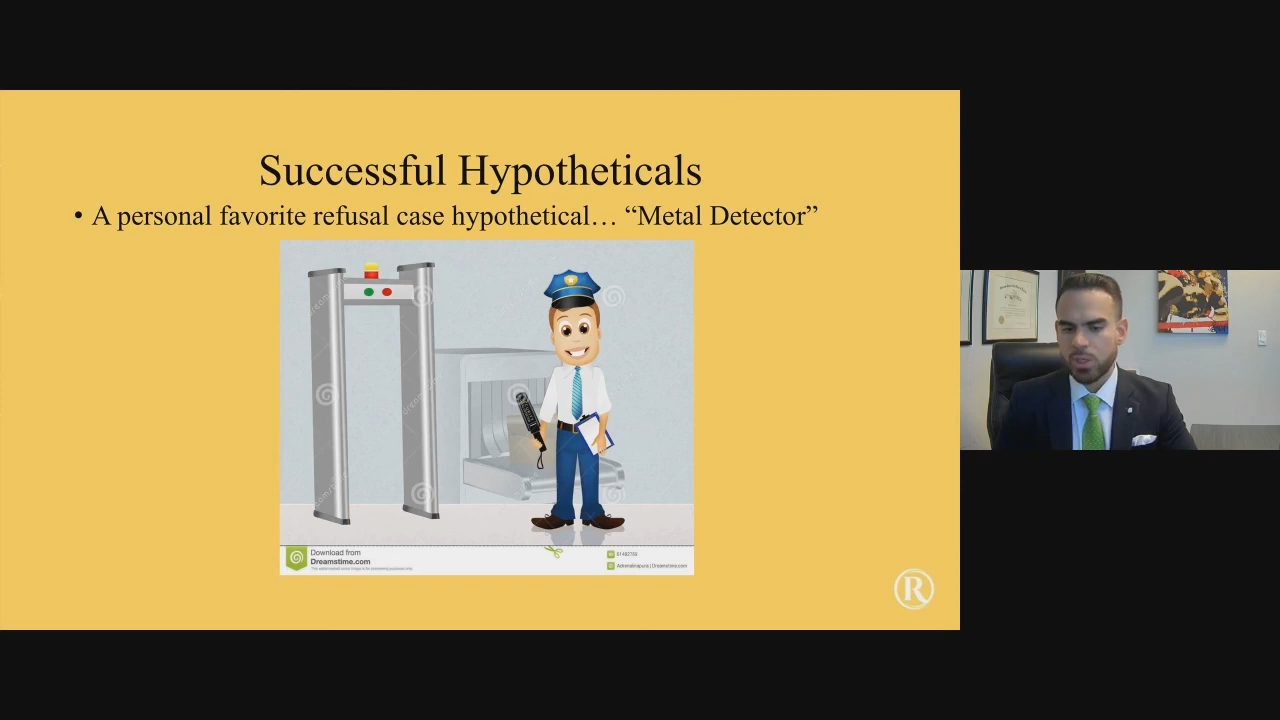 Successful Hypotheticals
• A personal favorite refusal case hypothetical… “Metal Detector”
Download from
Dreamstime.com
R